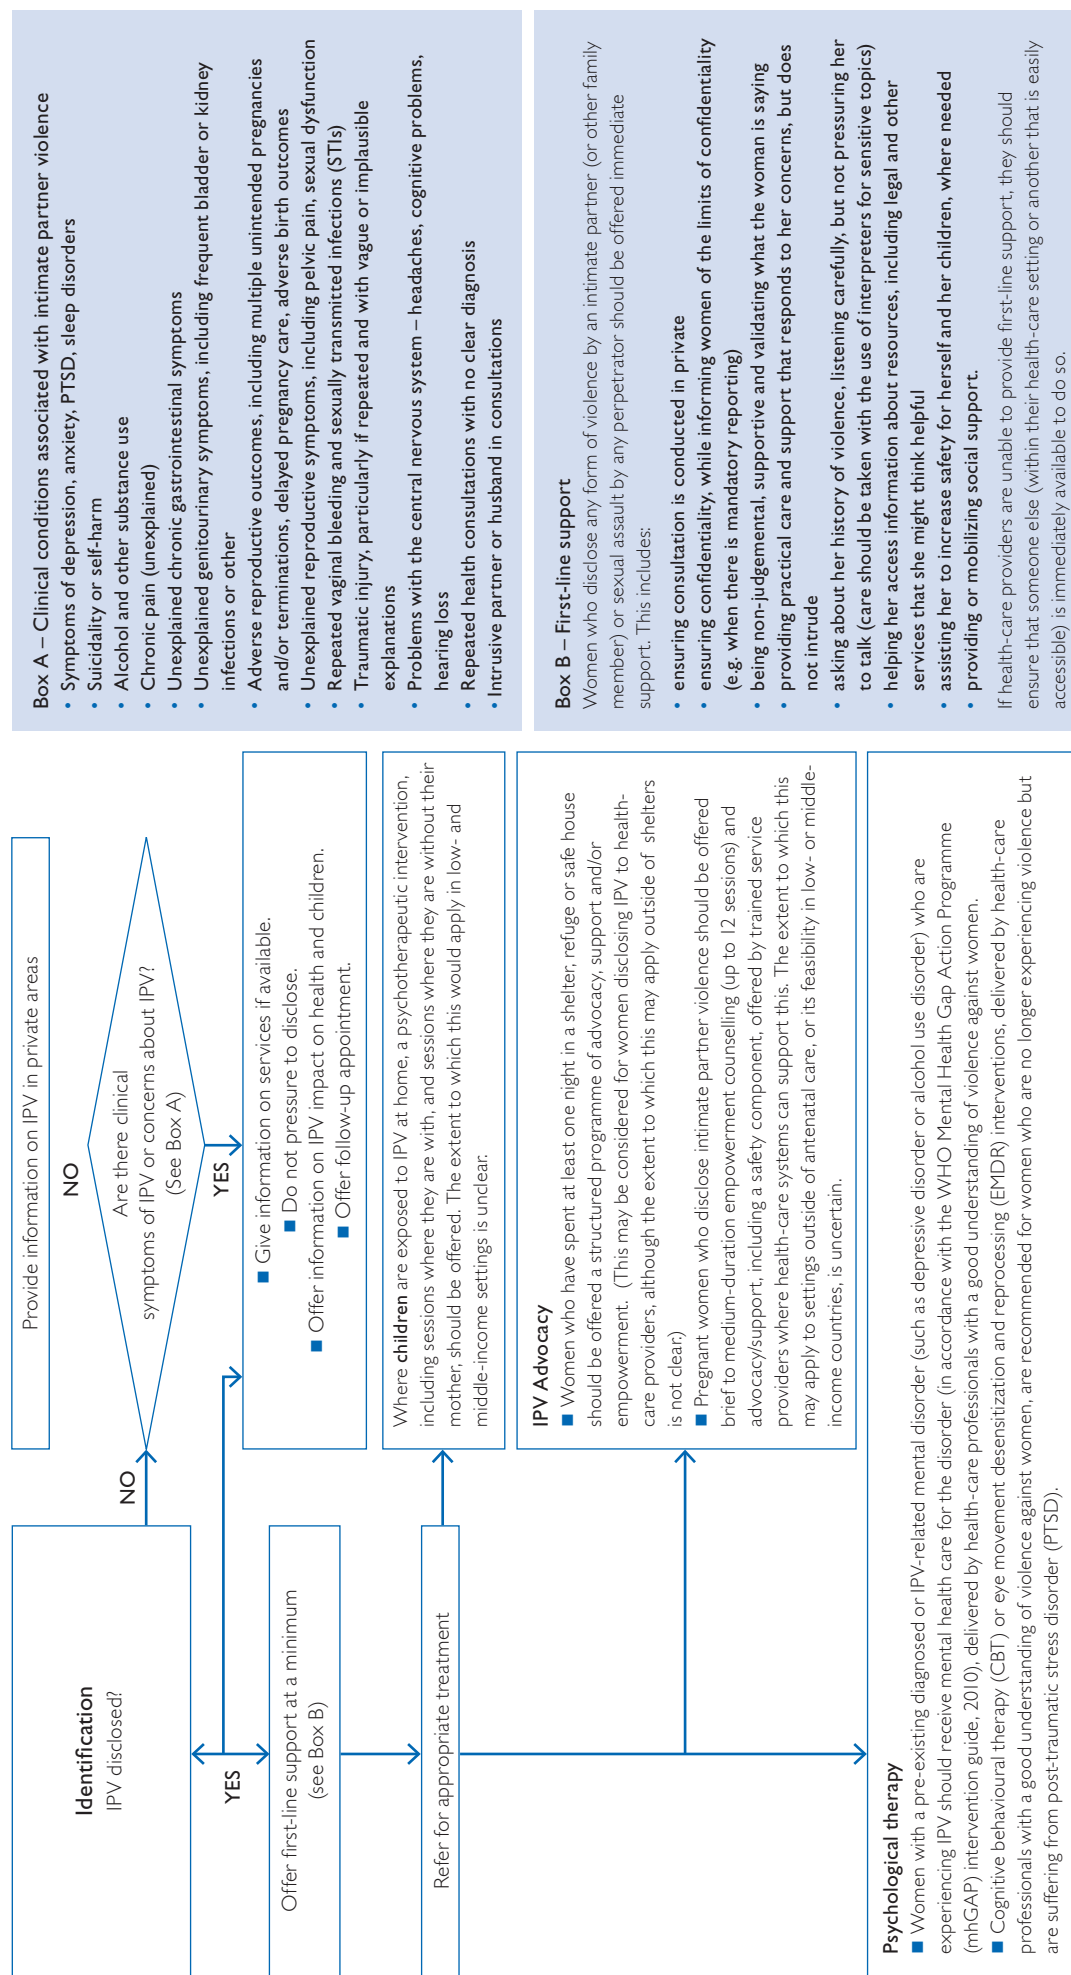 Identification
IPV disclosed?
NO
Are there clinical
symptoms of IPV or concerns about IPV?
(See Box A)
NO
Provide information on IPV in private areas
YES
YES
■ Give information on services if available.
■ Do not pressure to disclose.
■ Offer information on IPV impact on health and children.
■ Offer follow-up appointment.
Offer first-line support at a minimum
(see Box B)
Refer for appropriate treatment
Where children are exposed to IPV at home, a psychotherapeutic intervention,
including sessions where they are with, and sessions where they are without their
mother, should be offered. The extent to which this would apply in low- and
middle-income settings is unclear.
IPV Advocacy
■ Women who have spent at least one night in a shelter, refuge or safe house
should be offered a structured programme of advocacy, support and/or
empowerment. (This may be considered for women disclosing IPV to health-
care providers, although the extent to which this may apply outside of shelters
is not clear.)
■ Pregnant women who disclose intimate partner violence should be offered
brief to medium-duration empowerment counselling (up to 12 sessions) and
advocacy/support, including a safety component, offered by trained service
providers where health-care systems can support this. The extent to which this
may apply to settings outside of antenatal care, or its feasibility in low- or middle-
income countries, is uncertain.
Psychological therapy
■ Women with a pre-existing diagnosed or IPV-related mental disorder (such as depressive disorder or alcohol use disorder) who are
experiencing IPV should receive mental health care for the disorder (in accordance with the WHO Mental Health Gap Action Programme
(mhGAP) intervention guide, 2010), delivered by health-care professionals with a good understanding of violence against women.
■ Cognitive behavioural therapy (CBT) or eye movement desensitization and reprocessing (EMDR) interventions, delivered by health-care
professionals with a good understanding of violence against women, are recommended for women who are no longer experiencing violence but
are suffering from post-traumatic stress disorder (PTSD).
Box A – Clinical conditions associated with intimate partner violence
• Symptoms of depression, anxiety, PTSD, sleep disorders
• Suicidality or self-harm
• Alcohol and other substance use
• Chronic pain (unexplained)
• Unexplained chronic gastrointestinal symptoms
• Unexplained genitourinary symptoms, including frequent bladder or kidney
infections or other
• Adverse reproductive outcomes, including multiple unintended pregnancies
and/or terminations, delayed pregnancy care, adverse birth outcomes
• Unexplained reproductive symptoms, including pelvic pain, sexual dysfunction
• Repeated vaginal bleeding and sexually transmitted infections (STIs)
• Traumatic injury, particularly if repeated and with vague or implausible
explanations
• Problems with the central nervous system – headaches, cognitive problems,
hearing loss
• Repeated health consultations with no clear diagnosis
• Intrusive partner or husband in consultations
Box B – First-line support
Women who disclose any form of violence by an intimate partner (or other family
member) or sexual assault by any perpetrator should be offered immediate
support. This includes:
• ensuring consultation is conducted in private
• ensuring confidentiality, while informing women of the limits of confidentiality
(e.g. when there is mandatory reporting)
• being non-judgemental, supportive and validating what the woman is saying
• providing practical care and support that responds to her concerns, but does
not intrude
• asking about her history of violence, listening carefully, but not pressuring her
to talk (care should be taken with the use of interpreters for sensitive topics)
• helping her access information about resources, including legal and other
services that she might think helpful
• assisting her to increase safety for herself and her children, where needed
• providing or mobilizing social support.
If health-care providers are unable to provide first-line support, they should
ensure that someone else (within their health-care setting or another that is easily
accessible) is immediately available to do so.